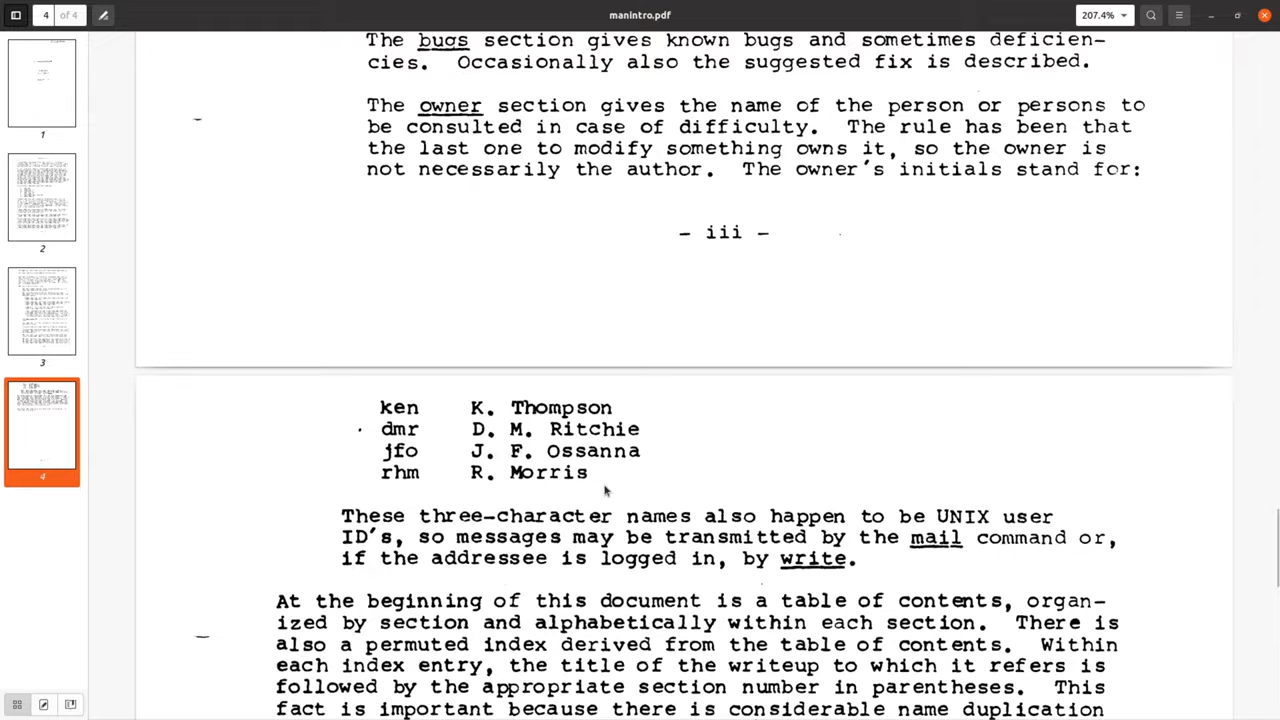 4 of 4
manintro.pdf
207.4%
1
2
3
4
The bugs section gives known bugs and sometimes deficien-
cies. Occasionally also the suggested fix is described.
The owner section gives the name of the person or persons to
be consulted in case of difficulty. The rule has been that
the last one to modify something owns it, so the owner is
not necessarily the author. The owner's initials stand for:
- iii -
ken K. Thompson
dmr D. M. Ritchie
jfo J. F. Ossanna
rhm R. Morris
These three-character names also happen to be UNIX user
ID's, so messages may be transmitted by the mail command or,
if the addressee is logged in, by write.
At the beginning of this document is a table of contents, organ-
ized by section and alphabetically within each section. There is
also a permuted index derived from the table of contents. Within
each index entry, the title of the writeup to which it refers is
followed by the appropriate section number in parentheses. This
fact is important because there is considerable name duplication